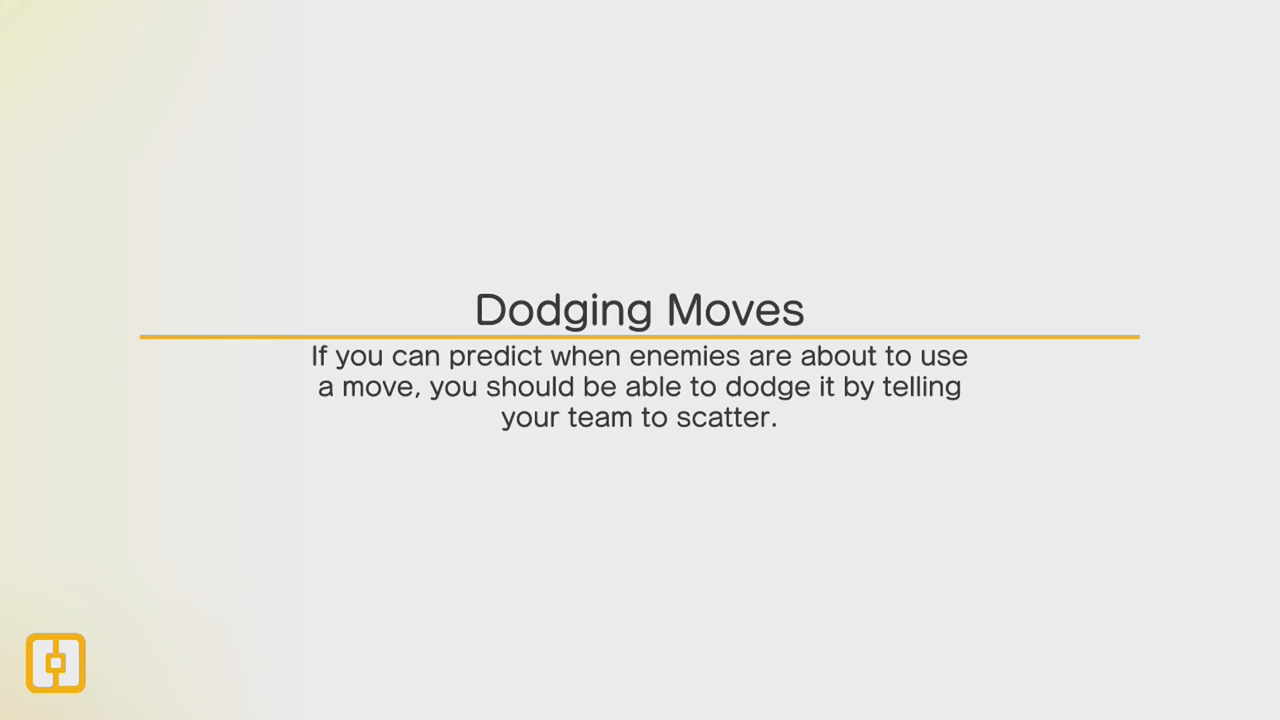 Dodging Moves
If you can predict when enemies are about to use
a move, you should be able to dodge it by telling
your team to scatter.